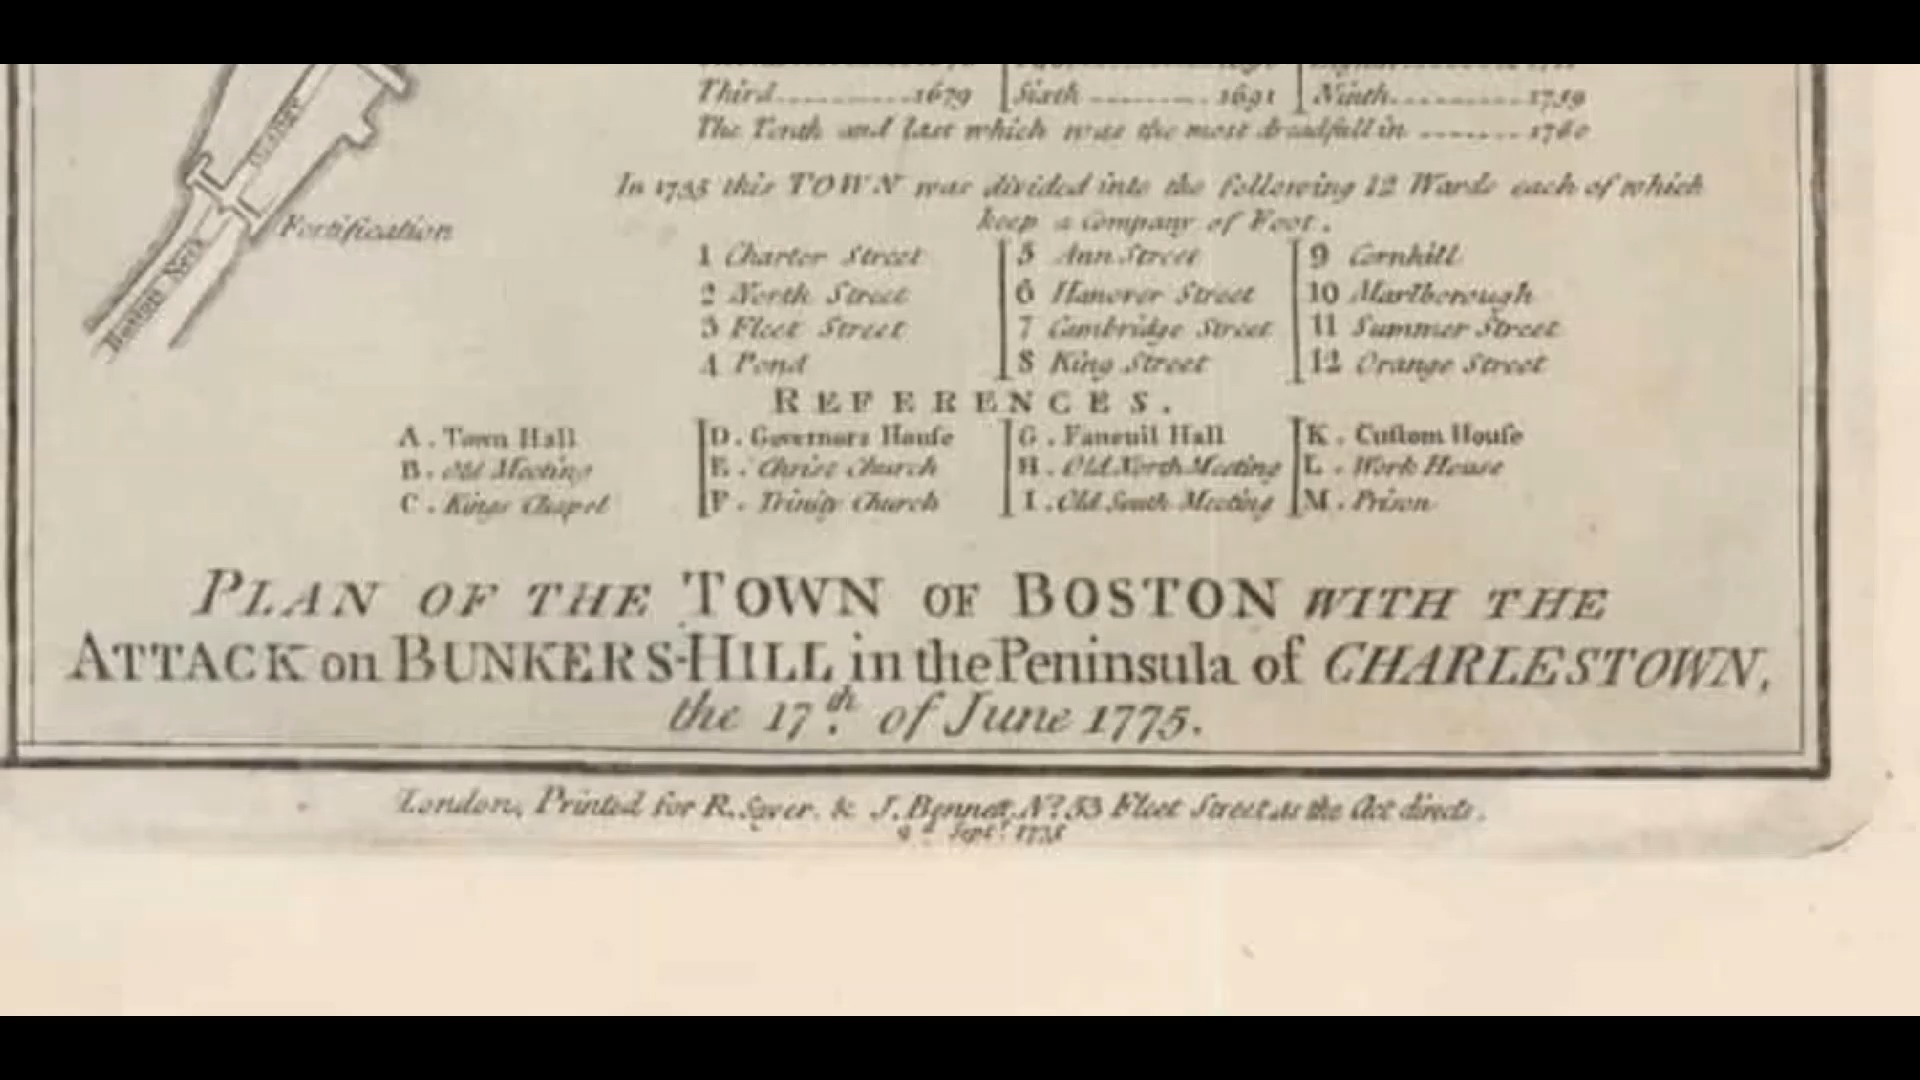 Third 1679 Sixth 1691 Ninth 1759
The Tenth and last which was the most dreadfull in 1760
In 1735 this TOWN was divided into the following 12 Wards each of which
keep a Company of Foot.
Fortification
Boston Neck
1 Charter Street 5 Ann Street 9 Cornhill
2 North Street 6 Hanover Street 10 Marlborough
3 Fleet Street 7 Cambridge Street 11 Summer Street
4 Pond 8 King Street 12 Orange Street
REFERENCES.
A. Town Hall D. Governors Houſe G. Faneuil Hall K. Cuſtom Houſe
B. Old Meeting E. Christ Church H. Old North Meeting L. Work House
C. Kings Chapel F. Trinity Church I. Old South Meeting M. Prison
PLAN OF THE TOWN OF BOSTON WITH THE
ATTACK on BUNKERS-HILL in the Peninsula of CHARLESTOWN,
the 17th. of June 1775.
London, Printed for R. Sayer. & J. Bennett, No. 53 Fleet Street as the Act directs.
Sept. 1775